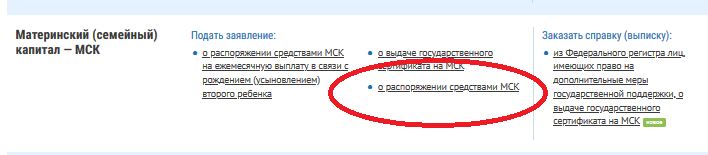 Материнский (семейный)
капитал — МСК
Подать заявление:
о распоряжении средствами МСК
на ежемесячную выплату в связи с
рождением (усыновлением)
второго ребенка
о выдаче государственного
сертификата на МСК
о распоряжении средствами МСК
Заказать справку (выписку):
из Федерального регистра лиц,
имеющих право на
дополнительные меры
государственной поддержки, о
выдаче государственного
сертификата на МСК новое